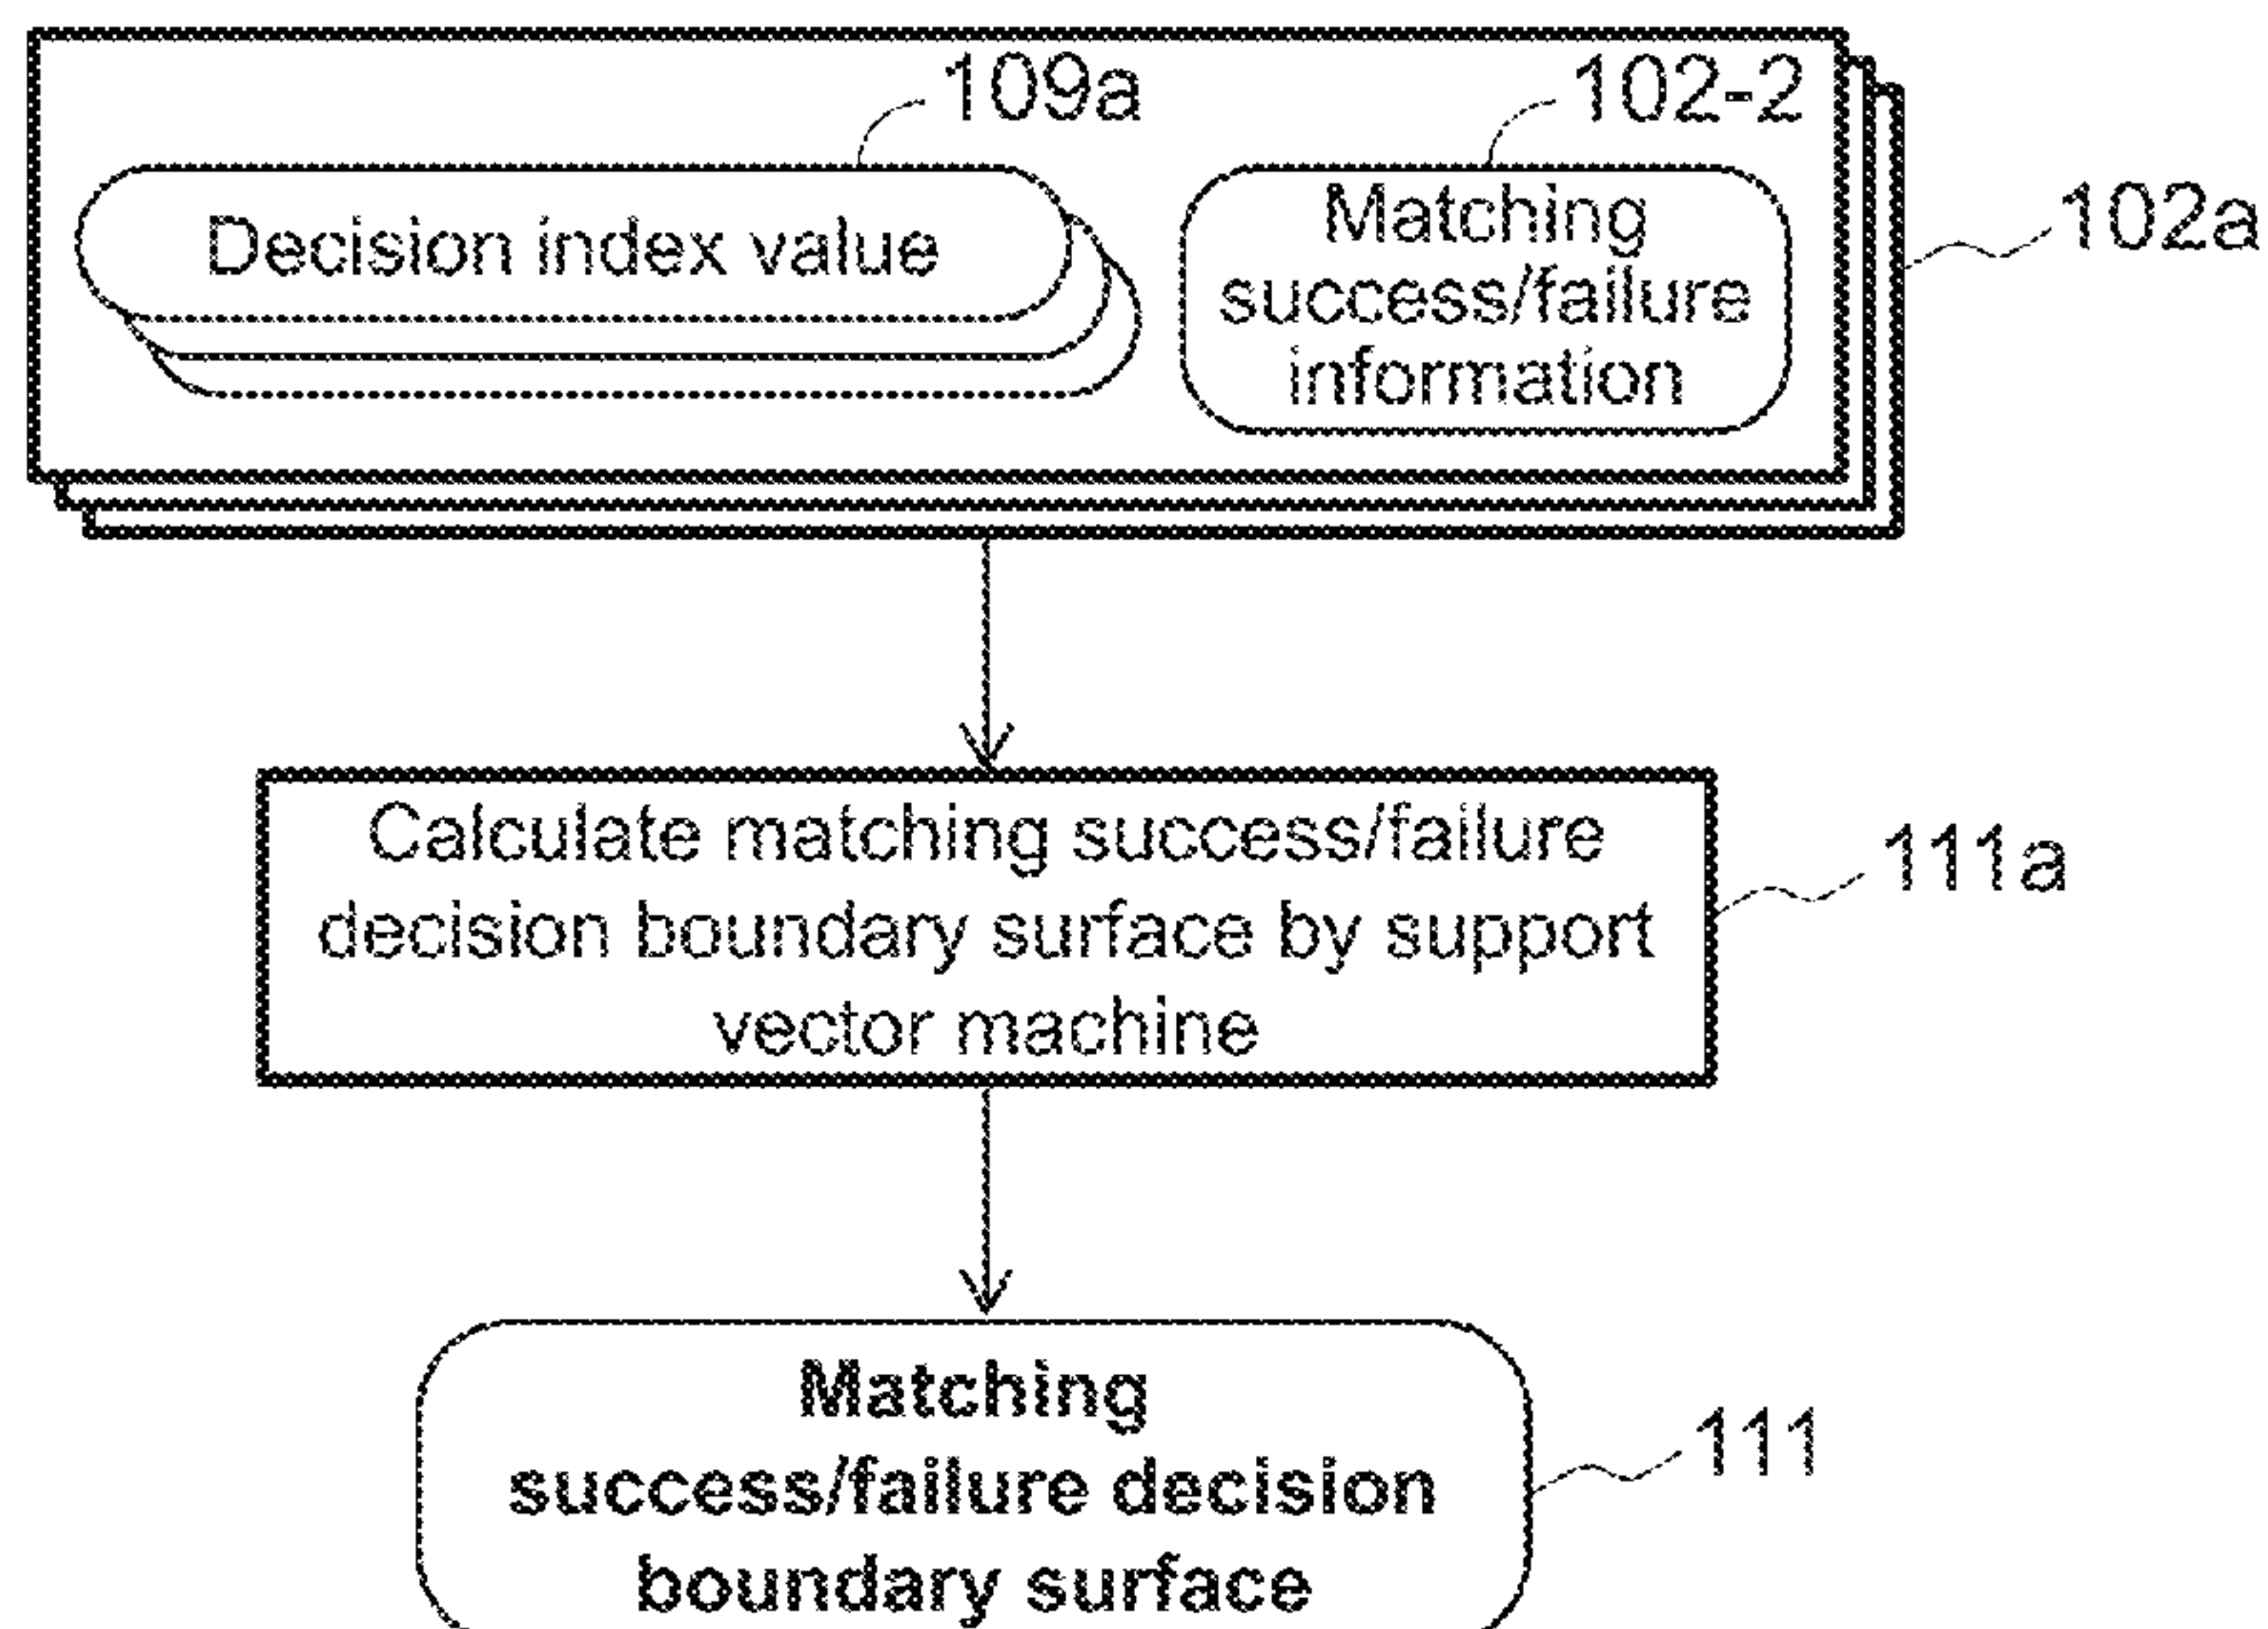 109a
102-2
Decision index value
Matching
success/failure
information
102a
Calculate matching success/failure
decision boundary surface by support
vector machine
111a
Matching
success/failure decision
boundary surface
111